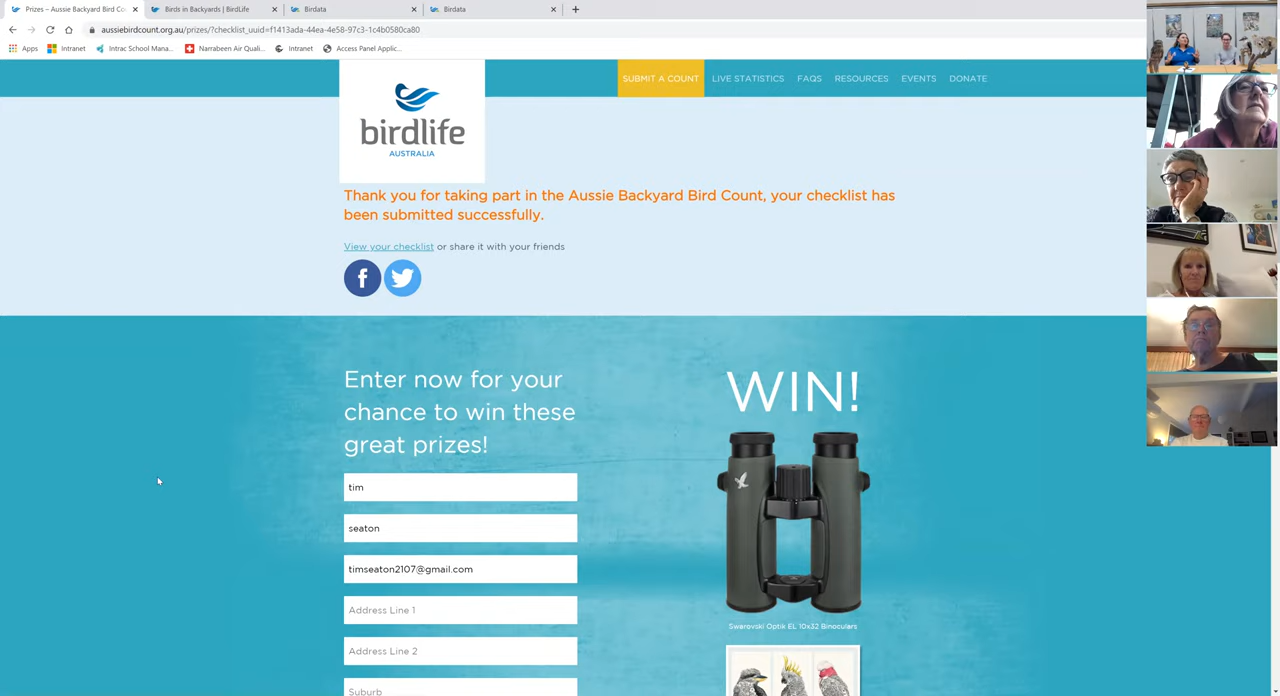 Prizes – Aussie Backyard Bird Co
Birds in Backyards | BirdLife
Birdata
Birdata
aussiebirdcount.org.au/prizes/?checklist_uuid=f1413ada-44ea-4e58-97c3-1c4b0580ca80
Apps
Intranet
Intrac School Mana...
Narrabeen Air Quali...
Intranet
Access Panel Applic...
SUBMIT A COUNT
LIVE STATISTICS
FAQS
RESOURCES
EVENTS
DONATE
birdlife
AUSTRALIA
Thank you for taking part in the Aussie Backyard Bird Count, your checklist has
been submitted successfully.
View your checklist or share it with your friends
Enter now for your
chance to win these
great prizes!
tim
seaton
timseaton2107@gmail.com
Address Line 1
Address Line 2
Suburb
WIN!
Swarovski Optik EL 10x32 Binoculars